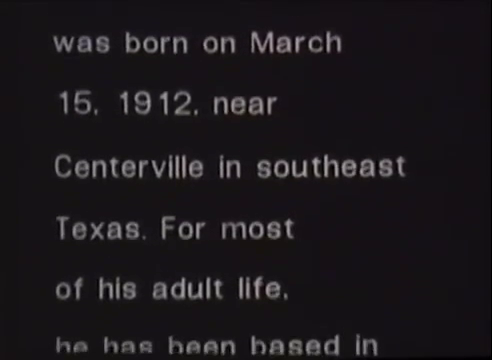 was born on March
15, 1912, near
Centerville in southeast
Texas. For most
of his adult life,
he has been based in